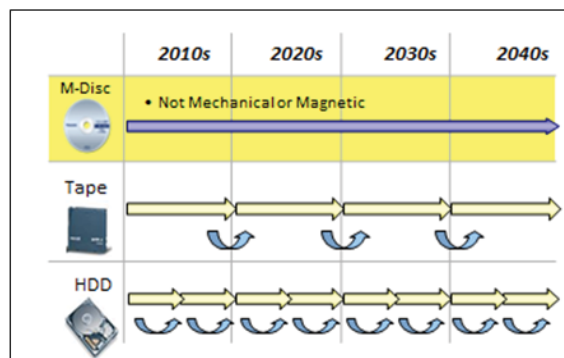 2010s 2020s 2030s 2040s
M-Disc
• Not Mechanical or Magnetic
Tape
HDD